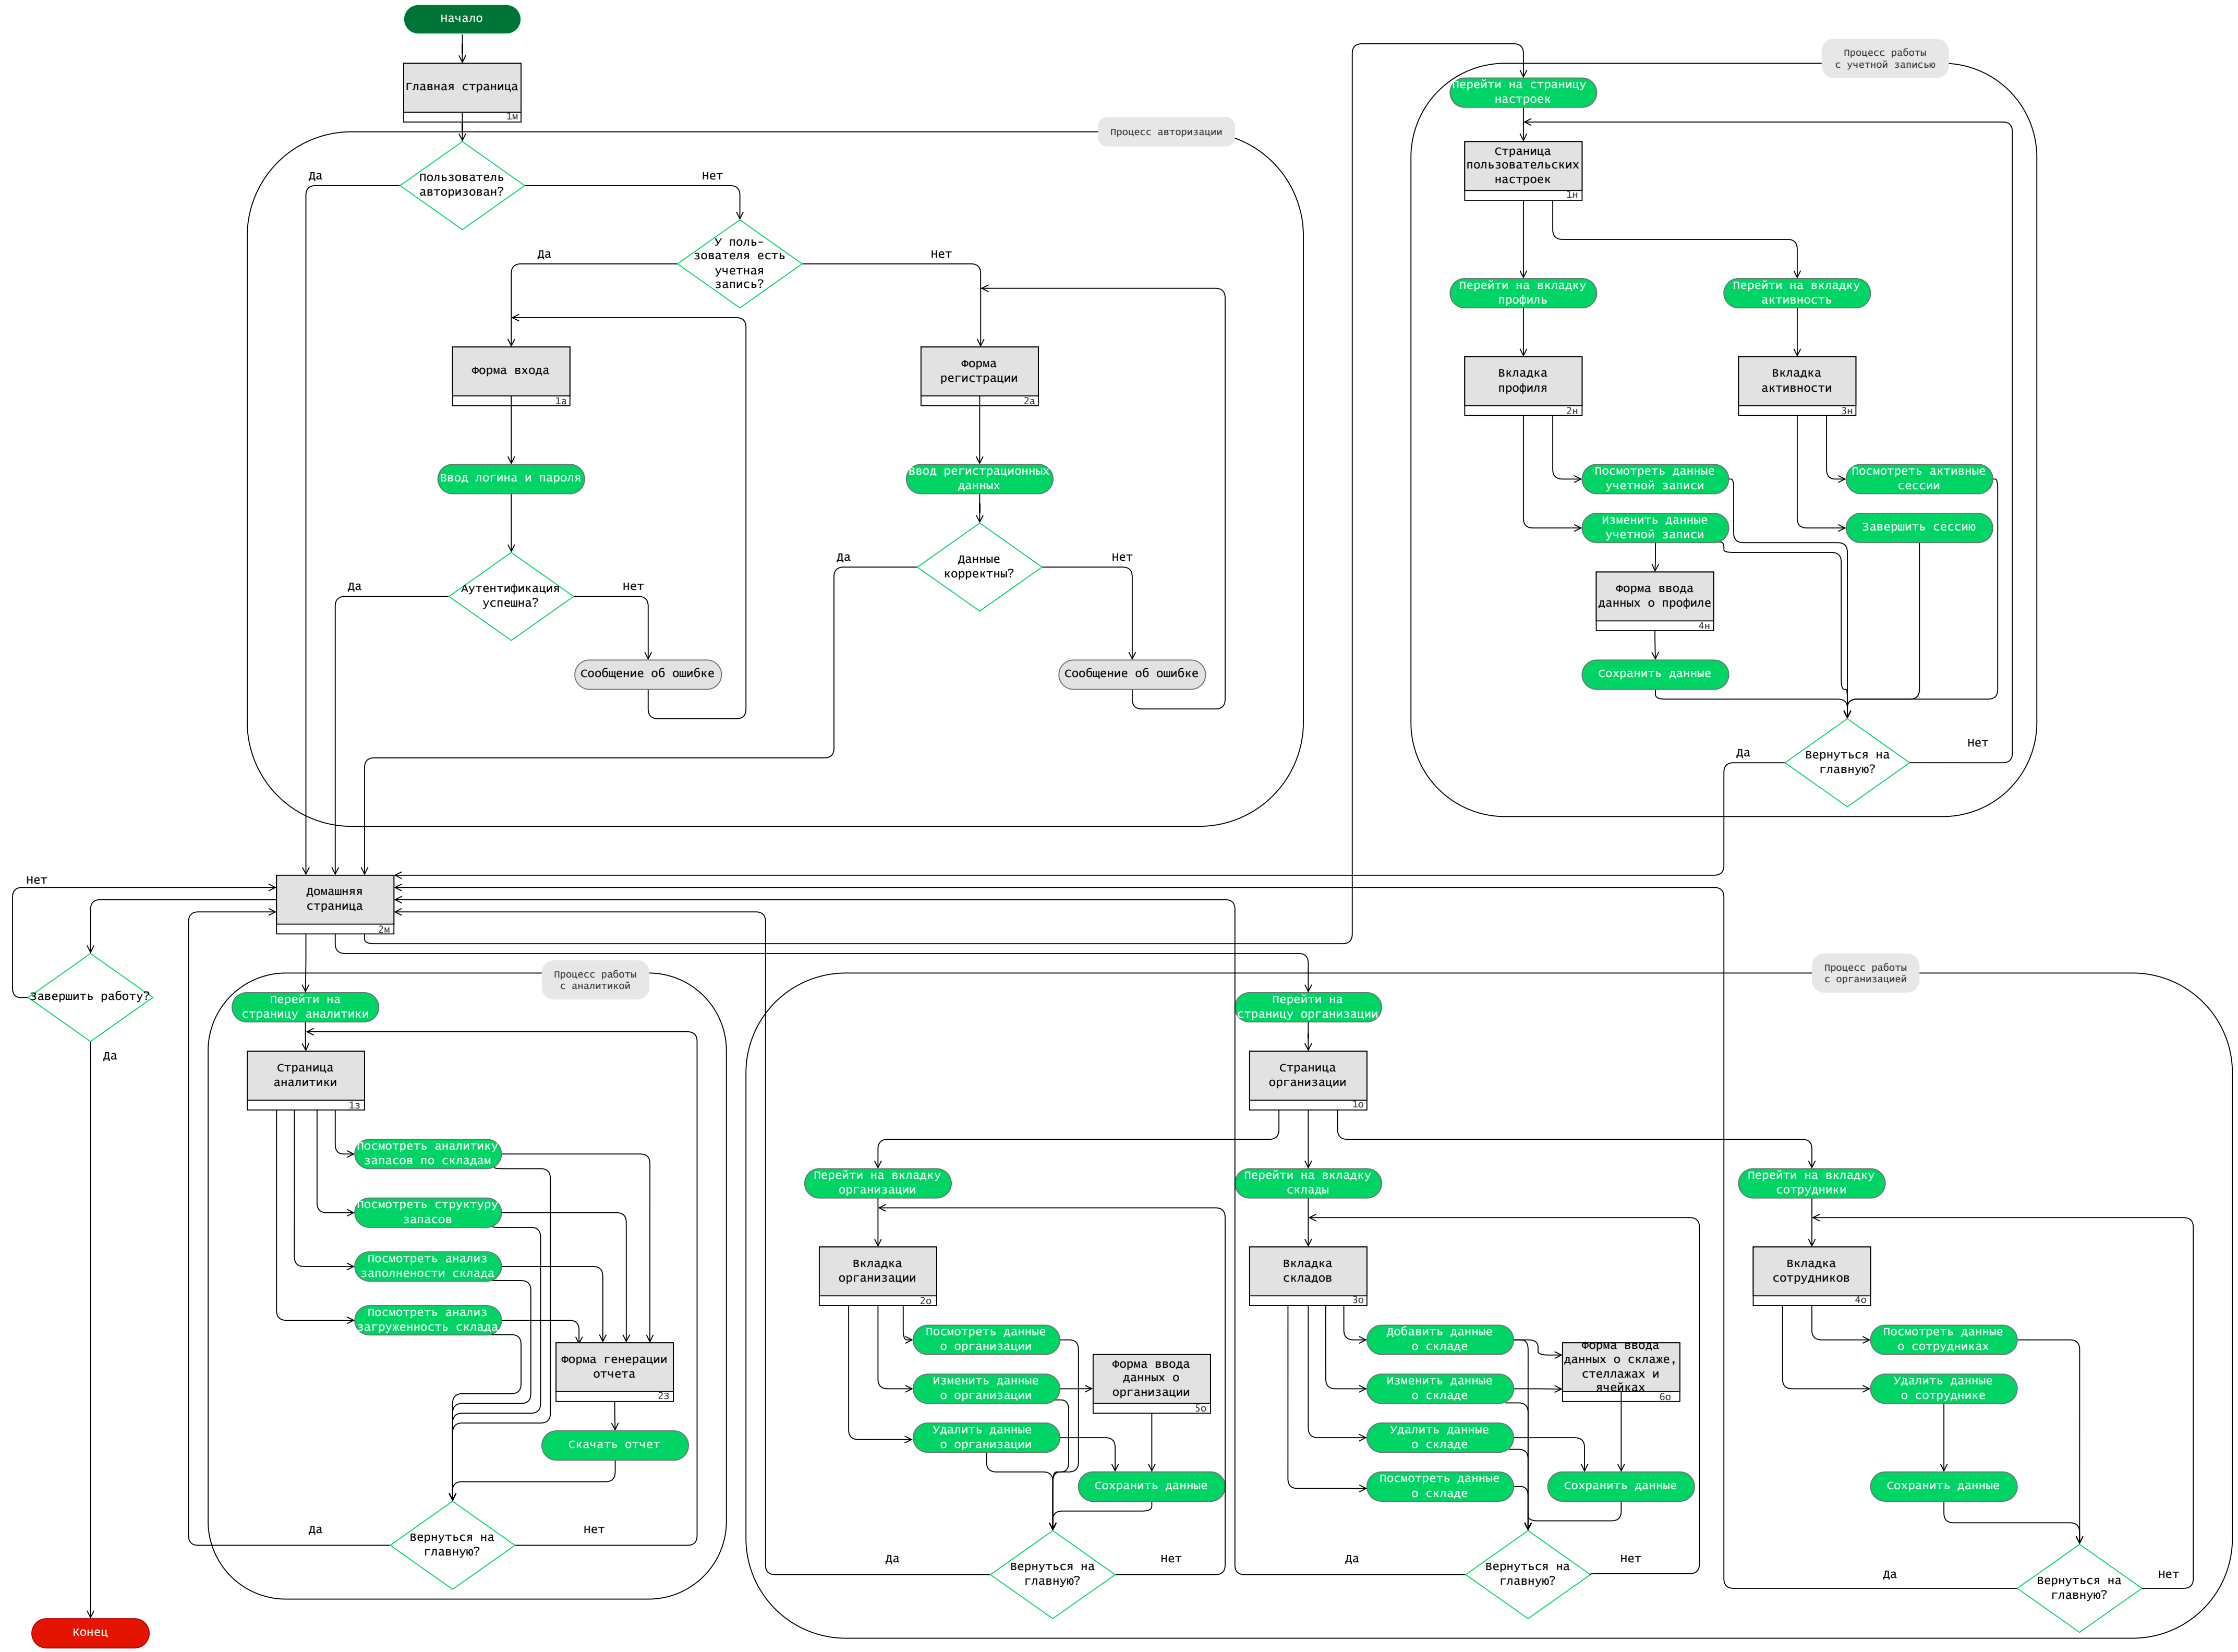 Начало
Главная страница
1м
Процесс авторизации
Пользователь
авторизован?
Да
Нет
У поль-
зователя есть
учетная
запись?
Да
Нет
Форма входа
1а
Форма
регистрации
2а
Ввод логина и пароля
Ввод регистрационных
данных
Аутентификация
успешна?
Да
Нет
Данные
корректны?
Да
Нет
Сообщение об ошибке
Сообщение об ошибке
Процесс работы
с учетной записью
Перейти на страницу
настроек
Страница
пользовательских
настроек
1н
Перейти на вкладку
профиль
Перейти на вкладку
активность
Вкладка
профиля
2н
Вкладка
активности
3н
Посмотреть данные
учетной записи
Посмотреть активные
сессии
Изменить данные
учетной записи
Завершить сессию
Форма ввода
данных о профиле
4н
Сохранить данные
Вернуться на
главную?
Да
Нет
Домашняя
страница
2м
Нет
Завершить работу?
Да
Конец
Процесс работы
с аналитикой
Перейти на
страницу аналитики
Страница
аналитики
1з
Посмотреть аналитику
запасов по складам
Посмотреть структуру
запасов
Посмотреть анализ
заполнености склада
Посмотреть анализ
загруженность склада
Форма генерации
отчета
2з
Скачать отчет
Вернуться на
главную?
Да
Нет
Процесс работы
с организацией
Перейти на
страницу организации
Страница
организации
1о
Перейти на вкладку
организации
Перейти на вкладку
склады
Перейти на вкладку
сотрудники
Вкладка
организации
2о
Вкладка
складов
3о
Вкладка
сотрудников
4о
Посмотреть данные
о организации
Изменить данные
о организации
Удалить данные
о организации
Форма ввода
данных о
организации
5о
Сохранить данные
Вернуться на
главную?
Да
Нет
Добавить данные
о складе
Изменить данные
о складе
Удалить данные
о складе
Посмотреть данные
о складе
Форма ввода
данных о склаже,
стеллажах и
ячейках
6о
Сохранить данные
Вернуться на
главную?
Да
Нет
Посмотреть данные
о сотрудниках
Удалить данные
о сотруднике
Сохранить данные
Вернуться на
главную?
Да
Нет